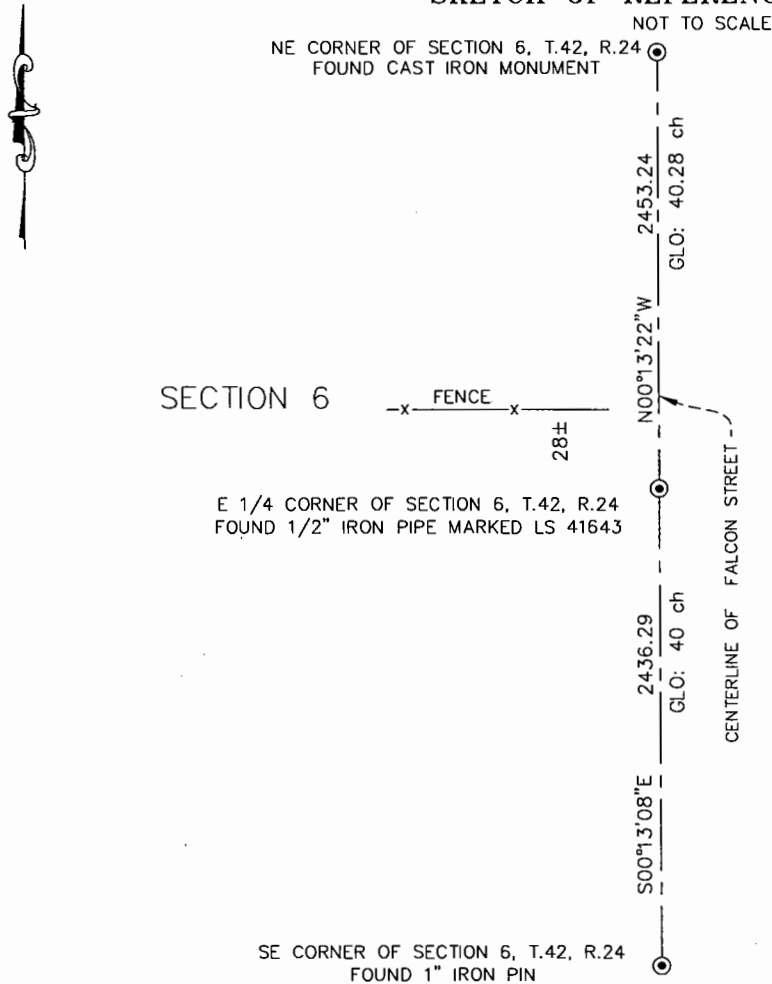 NOT TO SCALE
NE CORNER OF SECTION 6, T.42, R.24
FOUND CAST IRON MONUMENT
2453.24
GLO: 40.28 ch
N00°13'22"W
SECTION 6
-x- FENCE x
28±
E 1/4 CORNER OF SECTION 6, T.42, R.24
FOUND 1/2" IRON PIPE MARKED LS 41643
CENTERLINE OF FALCON STREET
2436.29
GLO: 40 ch
S00°13'08"E
SE CORNER OF SECTION 6, T.42, R.24
FOUND 1" IRON PIN